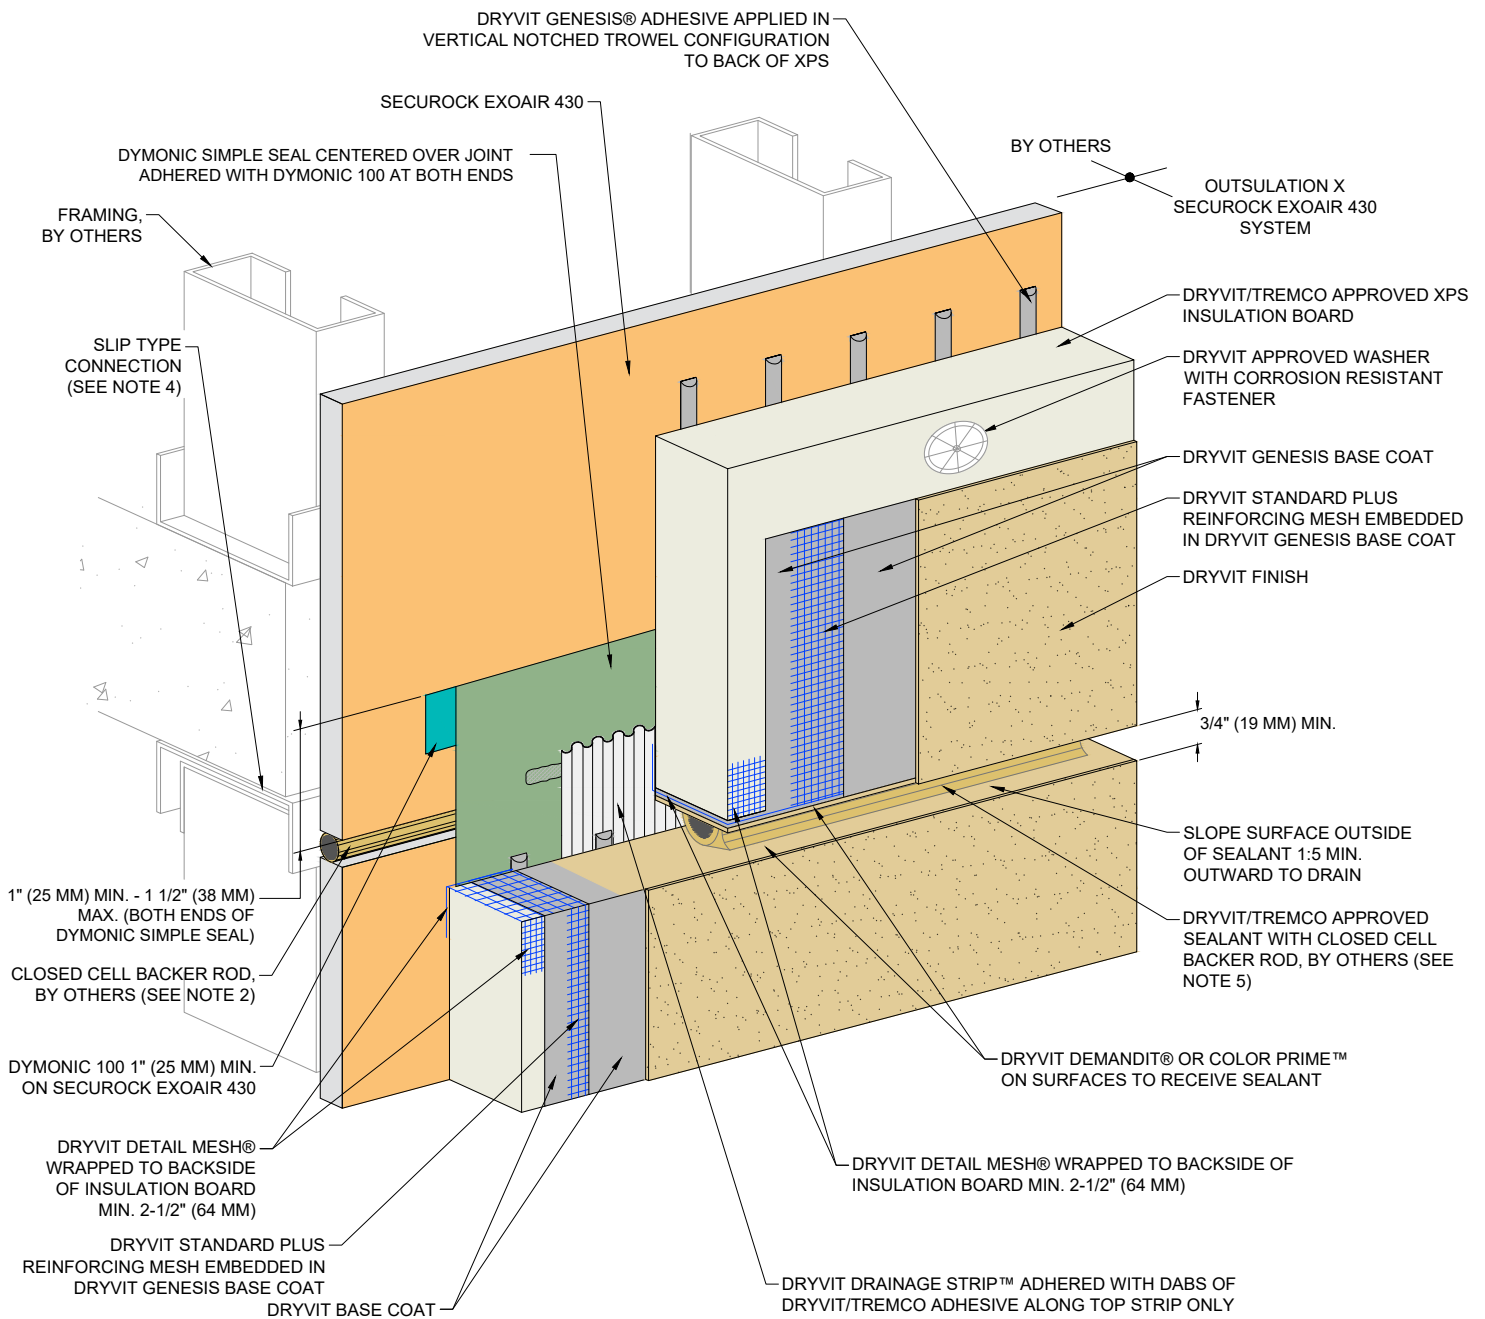 DRYVIT GENESIS® ADHESIVE APPLIED IN
VERTICAL NOTCHED TROWEL CONFIGURATION
TO BACK OF XPS
SECUROCK EXOAIR 430
DYMONIC SIMPLE SEAL CENTERED OVER JOINT
ADHERED WITH DYMONIC 100 AT BOTH ENDS
FRAMING,
BY OTHERS
SLIP TYPE
CONNECTION
(SEE NOTE 4)
BY OTHERS
OUTSULATION X
SECUROCK EXOAIR 430
SYSTEM
DRYVIT/TREMCO APPROVED XPS
INSULATION BOARD
DRYVIT APPROVED WASHER
WITH CORROSION RESISTANT
FASTENER
DRYVIT GENESIS BASE COAT
DRYVIT STANDARD PLUS
REINFORCING MESH EMBEDDED
IN DRYVIT GENESIS BASE COAT
DRYVIT FINISH
3/4" (19 MM) MIN.
SLOPE SURFACE OUTSIDE
OF SEALANT 1:5 MIN.
OUTWARD TO DRAIN
DRYVIT/TREMCO APPROVED
SEALANT WITH CLOSED CELL
BACKER ROD, BY OTHERS (SEE
NOTE 5)
1" (25 MM) MIN. - 1 1/2" (38 MM)
MAX. (BOTH ENDS OF
DYMONIC SIMPLE SEAL)
CLOSED CELL BACKER ROD,
BY OTHERS (SEE NOTE 2)
DYMONIC 100 1" (25 MM) MIN.
ON SECUROCK EXOAIR 430
DRYVIT DETAIL MESH®
WRAPPED TO BACKSIDE
OF INSULATION BOARD
MIN. 2-1/2" (64 MM)
DRYVIT STANDARD PLUS
REINFORCING MESH EMBEDDED IN
DRYVIT GENESIS BASE COAT
DRYVIT BASE COAT
DRYVIT DEMANDIT® OR COLOR PRIME™
ON SURFACES TO RECEIVE SEALANT
DRYVIT DETAIL MESH® WRAPPED TO BACKSIDE OF
INSULATION BOARD MIN. 2-1/2" (64 MM)
DRYVIT DRAINAGE STRIP™ ADHERED WITH DABS OF
DRYVIT/TREMCO ADHESIVE ALONG TOP STRIP ONLY